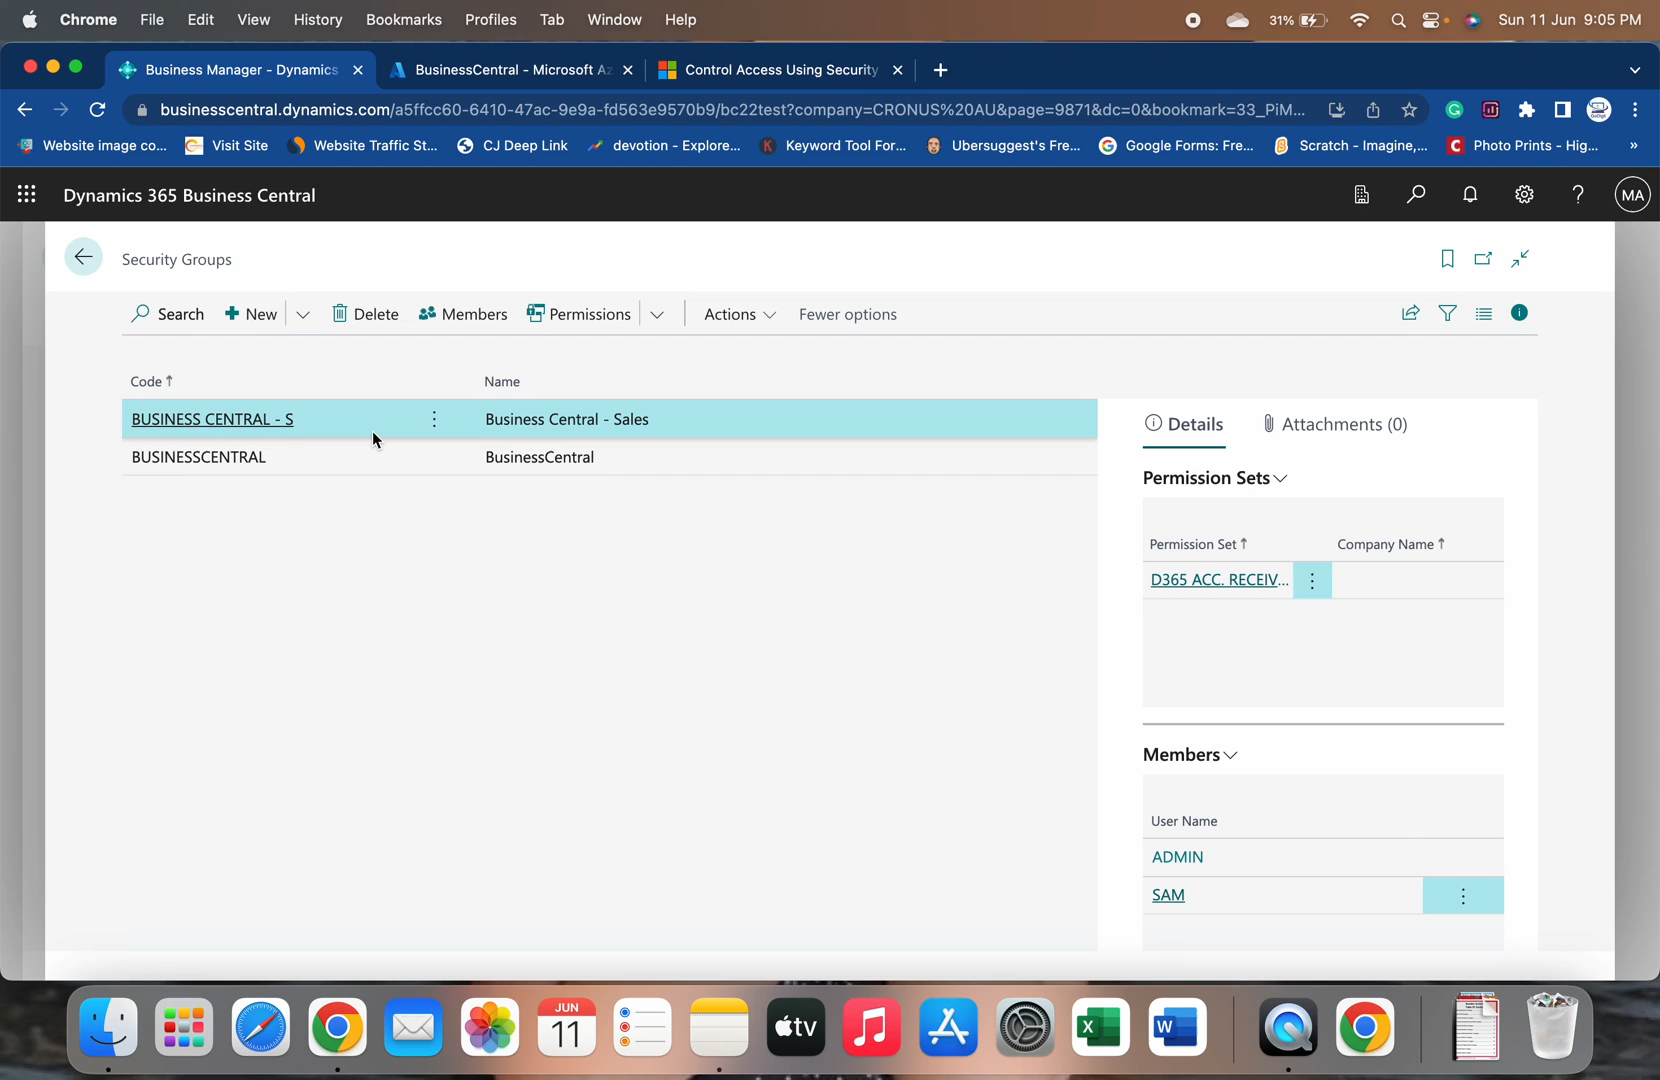 Chrome File Edit View History Bookmarks Profiles Tab Window Help 31% Sun 11 Jun 9:05 PM
Business Manager - Dynamics BusinessCentral - Microsoft Az Control Access Using Security
businesscentral.dynamics.com/a5ffcc60-6410-47ac-9e9a-fd563e9570b9/bc22test?company=CRONUS%20AU&page=9871&dc=0&bookmark=33_PiM...
Website image co... Visit Site Website Traffic St... CJ Deep Link devotion - Explore... Keyword Tool For... Ubersuggest's Fre... Google Forms: Fre... Scratch - Imagine,... Photo Prints - Hig... »
Dynamics 365 Business Central MA
Security Groups
Search New Delete Members Permissions Actions Fewer options
Code ↑ Name
BUSINESS CENTRAL - S Business Central - Sales
BUSINESSCENTRAL BusinessCentral
Details Attachments (0)
Permission Sets
Permission Set ↑ Company Name ↑
D365 ACC. RECEIV...
Members
User Name
ADMIN
SAM
JUN
11
tv